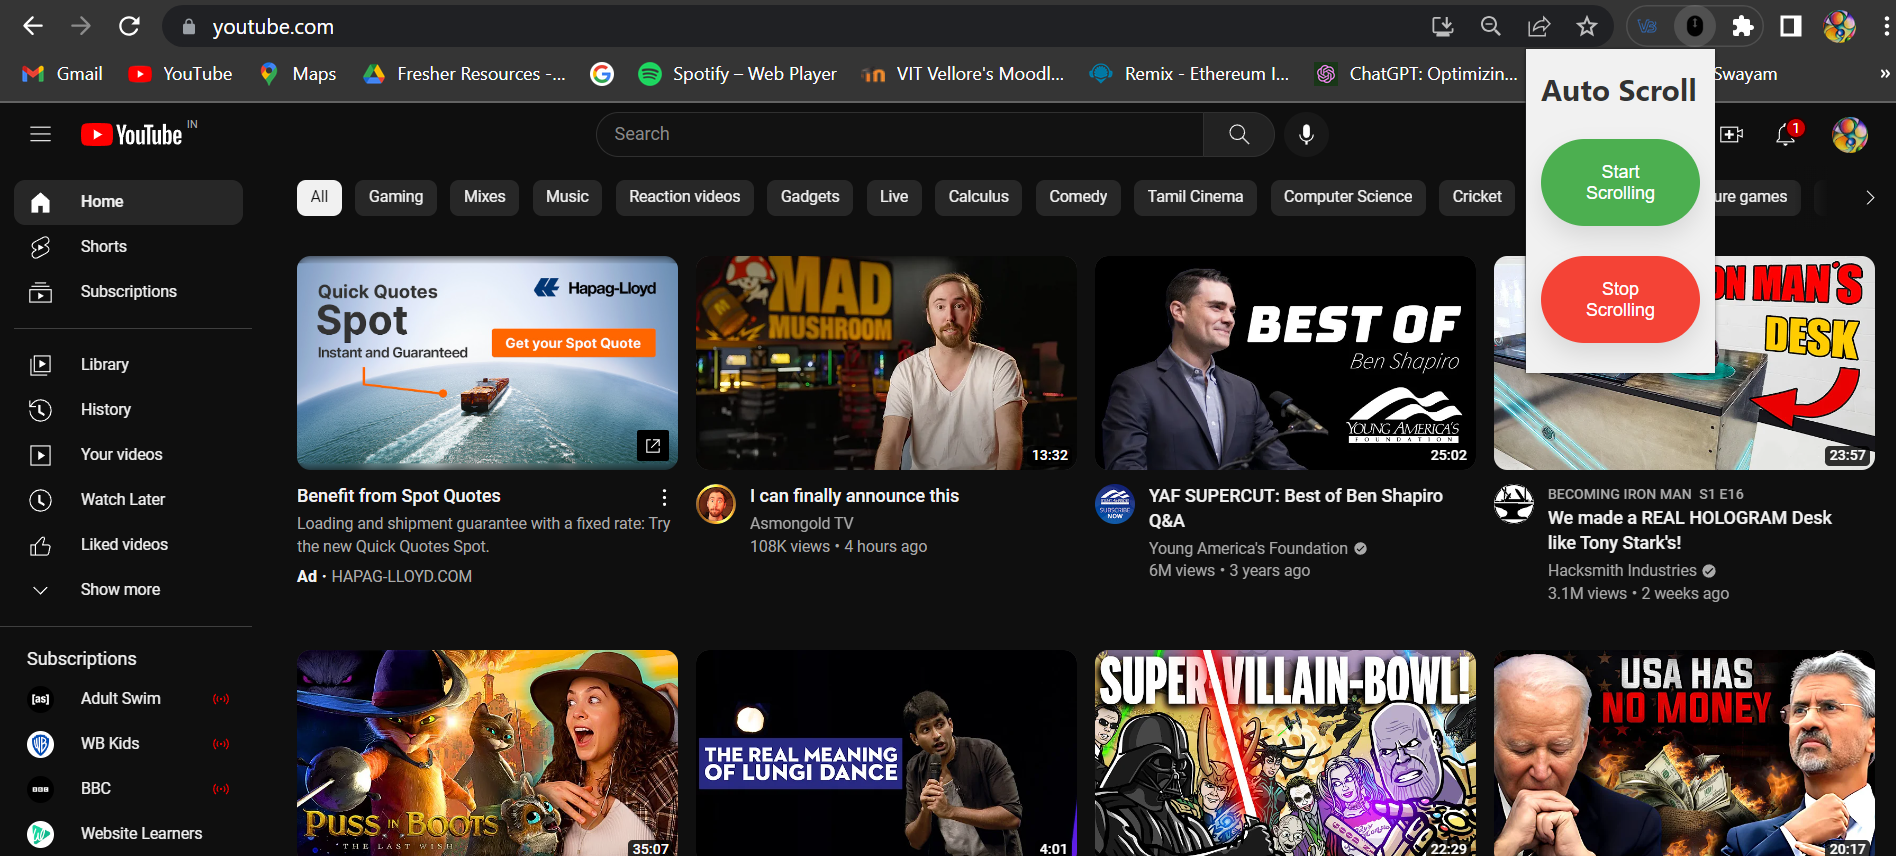 youtube.com
Gmail
YouTube
Maps
Fresher Resources -...
Spotify – Web Player
VIT Vellore's Moodl...
Remix - Ethereum I...
ChatGPT: Optimizin...
Swayam
»
Auto Scroll
Start
Scrolling
Stop
Scrolling
YouTube IN
Search
1
Home
Shorts
Subscriptions
Library
History
Your videos
Watch Later
Liked videos
Show more
Subscriptions
[as] Adult Swim
WB Kids
BBC
Website Learners
All
Gaming
Mixes
Music
Reaction videos
Gadgets
Live
Calculus
Comedy
Tamil Cinema
Computer Science
Cricket
ure games
Quick Quotes
Spot
Instant and Guaranteed
Hapag-Lloyd
Get your Spot Quote
Benefit from Spot Quotes
Loading and shipment guarantee with a fixed rate: Try
the new Quick Quotes Spot.
Ad · HAPAG-LLOYD.COM
MAD
MUSHROOM
13:32
I can finally announce this
Asmongold TV
108K views • 4 hours ago
BEST OF
Ben Shapiro
YOUNG AMERICA'S
FOUNDATION
25:02
SUBSCRIBE
NOW
YAF SUPERCUT: Best of Ben Shapiro
Q&A
Young America's Foundation
6M views • 3 years ago
ON MAN'S
DESK
23:57
BECOMING IRON MAN S1 E16
We made a REAL HOLOGRAM Desk
like Tony Stark's!
Hacksmith Industries
3.1M views • 2 weeks ago
PUSS IN BOOTS
THE LAST WISH
35:07
THE REAL MEANING
OF LUNGI DANCE
4:01
SUPER VILLAIN-BOWL!
22:29
USA HAS
NO MONEY
20:17